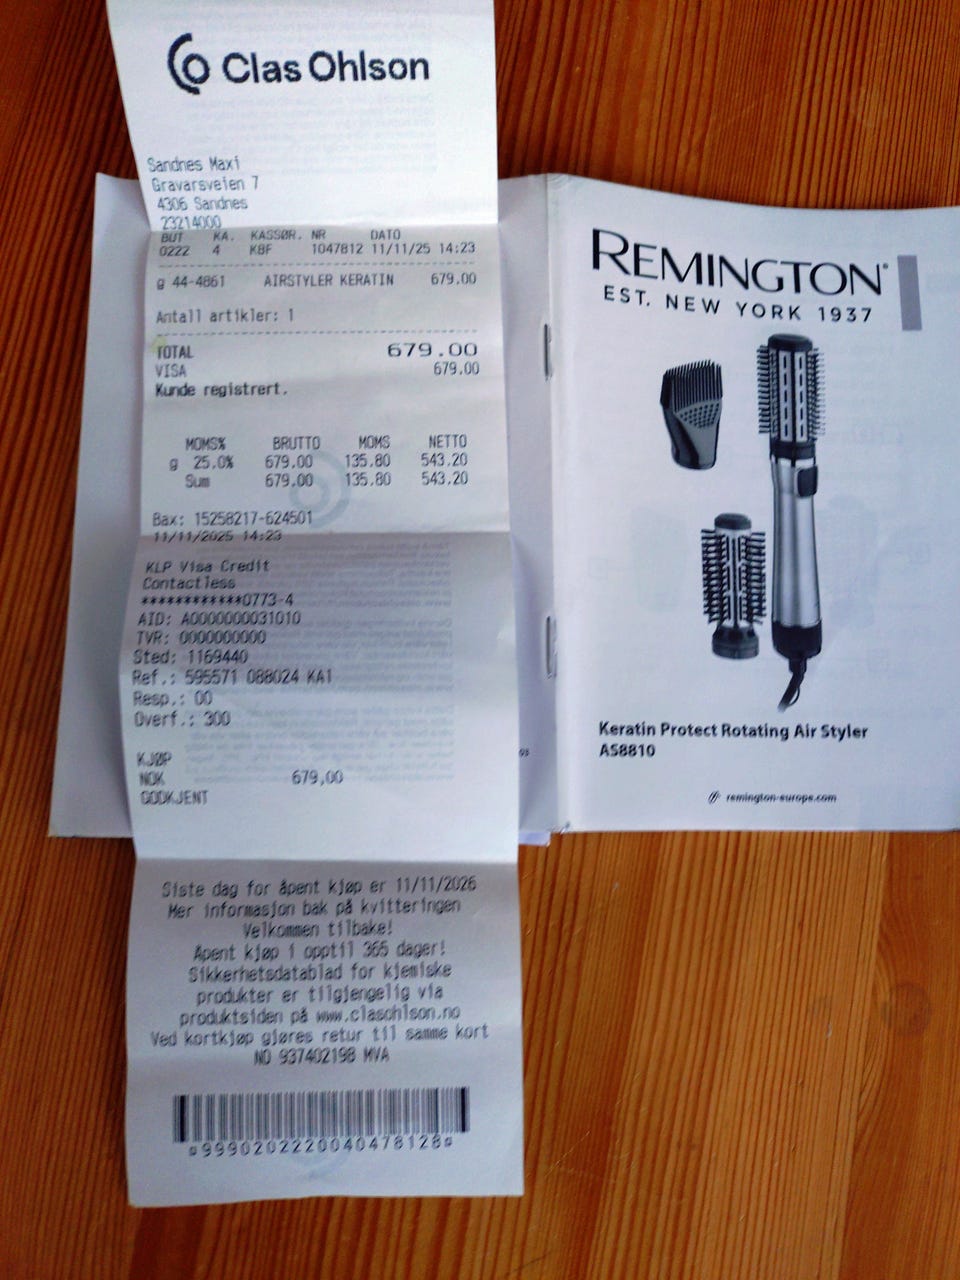 Clas Ohlson
Sandnes Maxi
Gravarsveien 7
4306 Sandnes
23214000
BUT KA. KASSØR. NR DATO
0222 4 KBF 1047812 11/11/25 14:23
g 44-4861 AIRSTYLER KERATIN 679.00
Antall artikler: 1
TOTAL 679.00
VISA 679.00
Kunde registrert.
MOMS% BRUTTO MOMS NETTO
g 25.0% 679.00 135.80 543.20
Sum 679.00 135.80 543.20
Bax: 15258217-624501
11/11/2025 14:23
KLP Visa Credit
Contactless
************0773-4
AID: A0000000031010
TVR: 0000000000
Sted: 1169440
Ref.: 595571 088024 KA1
Resp.: 00
Overf.: 300
KJØP
NOK 679,00
GODKJENT
Siste dag for åpent kjøp er 11/11/2026
Mer informasjon bak på kvitteringen
Velkommen tilbake!
Åpent kjøp i opptil 365 dager!
Sikkerhetsdatablad for kjemiske
produkter er tilgjengelig via
produktsiden på www.clasohlson.no
Ved kortkjøp gjøres retur til samme kort
NO 937402198 MVA
99902022200404781280
REMINGTON®
EST. NEW YORK 1937
Keratin Protect Rotating Air Styler
AS8810
remington-europe.com